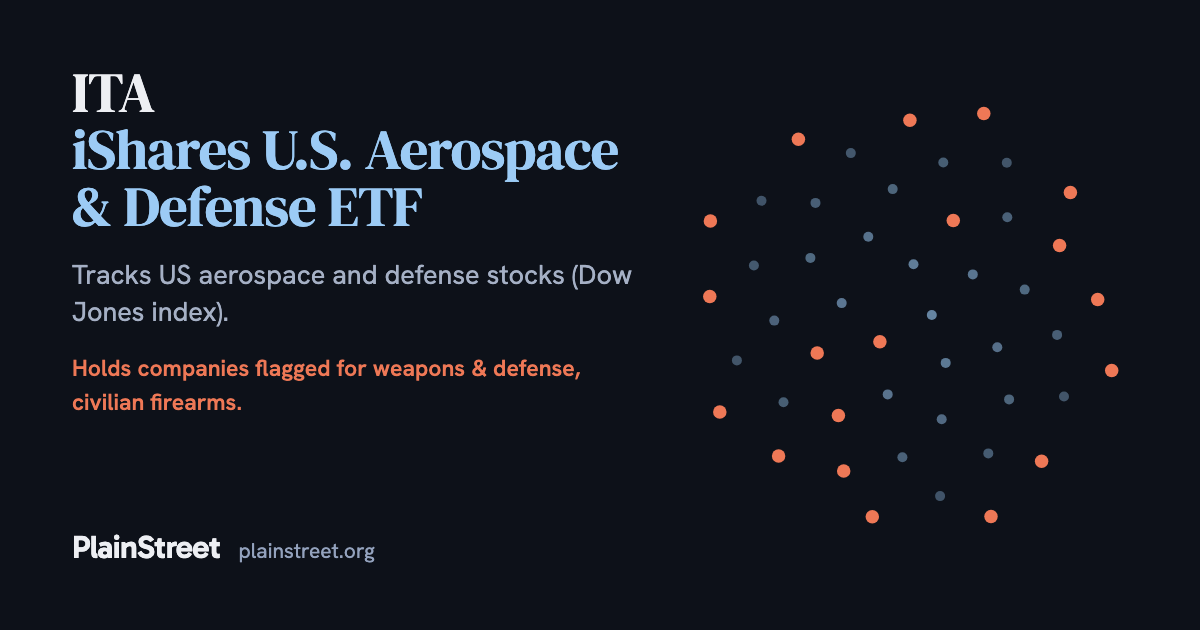 ITA
iShares U.S. Aerospace
& Defense ETF
Tracks US aerospace and defense stocks (Dow
Jones index).
Holds companies flagged for weapons & defense,
civilian firearms.
PlainStreet plainstreet.org